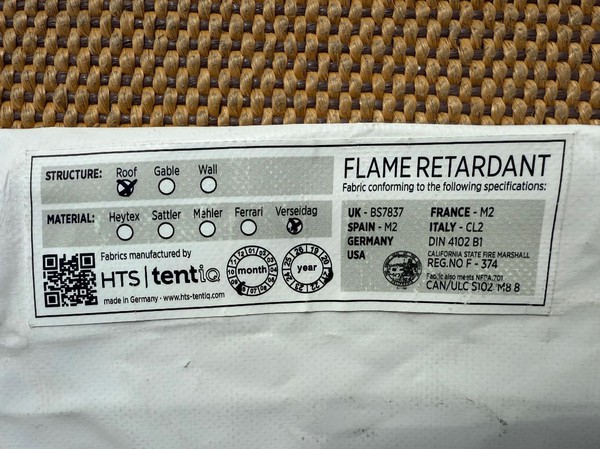 STRUCTURE: Roof Gable Wall
MATERIAL: Heytex Sattler Mahler Ferrari Verseidag
Fabrics manufactured by
HTS | tentiQ
made in Germany · www.hts-tentiq.com
month
year
FLAME RETARDANT
Fabric conforming to the following specifications:
UK - BS7837 FRANCE - M2
SPAIN - M2 ITALY - CL2
GERMANY DIN 4102 B1
USA CALIFORNIA STATE FIRE MARSHALL
REG.NO F - 374
Fabric also meets NFPA 701
CAN/ULC S102 M88